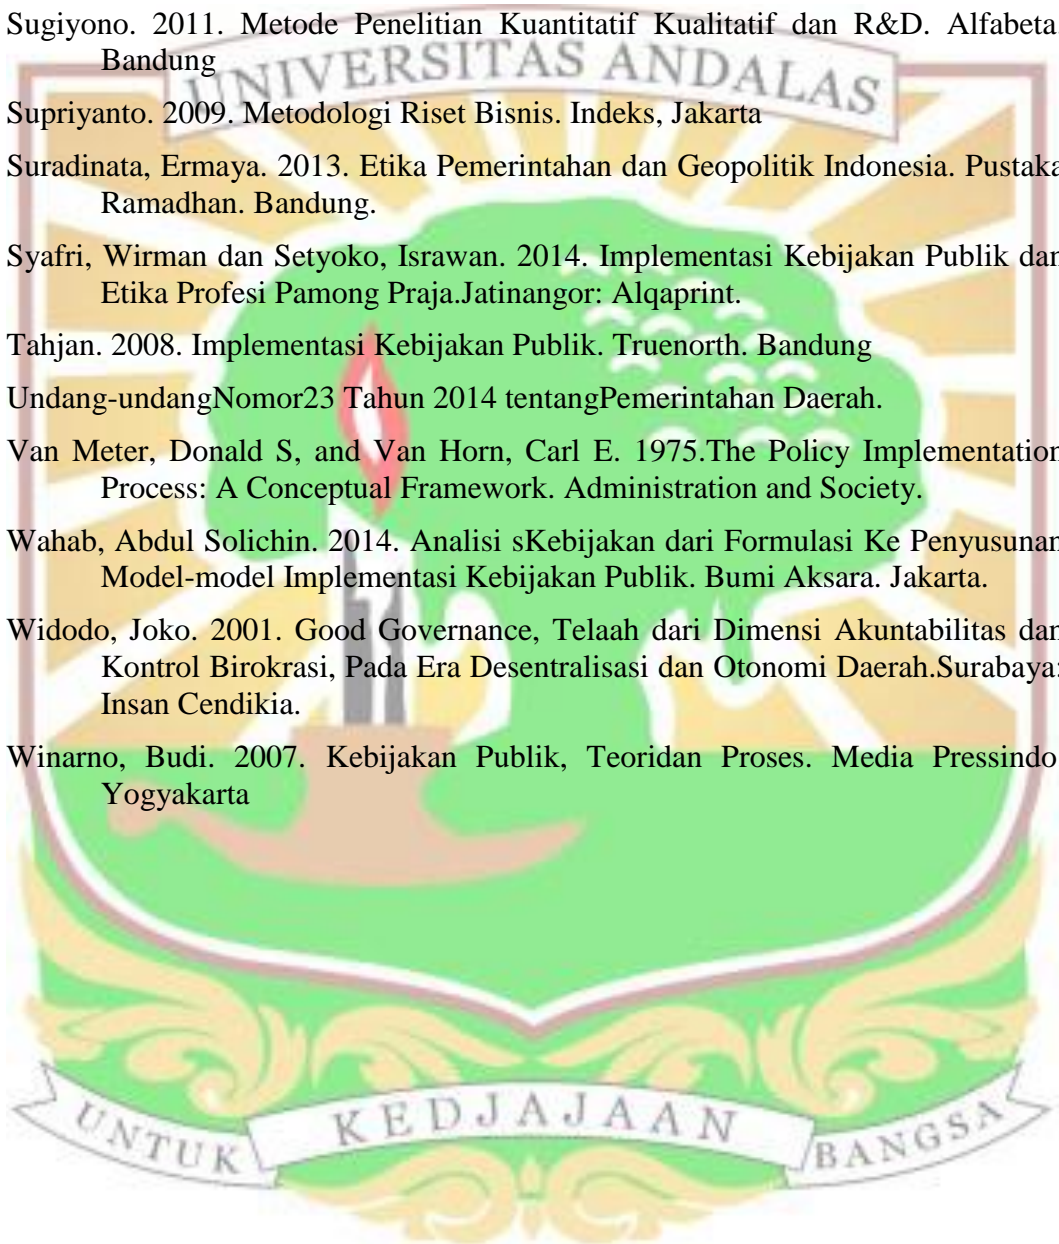 Sugiyono. 2011. Metode Penelitian Kuantitatif Kualitatif dan R&D. Alfabeta.
Bandung
UNIVERSITAS ANDALAS
Supriyanto. 2009. Metodologi Riset Bisnis. Indeks, Jakarta
Suradinata, Ermaya. 2013. Etika Pemerintahan dan Geopolitik Indonesia. Pustaka
Ramadhan. Bandung.
Syafri, Wirman dan Setyoko, Israwan. 2014. Implementasi Kebijakan Publik dan
Etika Profesi Pamong Praja.Jatinangor: Alqaprint.
Tahjan. 2008. Implementasi Kebijakan Publik. Truenorth. Bandung
Undang-undangNomor23 Tahun 2014 tentangPemerintahan Daerah.
Van Meter, Donald S, and Van Horn, Carl E. 1975.The Policy Implementation
Process: A Conceptual Framework. Administration and Society.
Wahab, Abdul Solichin. 2014. Analisi sKebijakan dari Formulasi Ke Penyusunan
Model-model Implementasi Kebijakan Publik. Bumi Aksara. Jakarta.
Widodo, Joko. 2001. Good Governance, Telaah dari Dimensi Akuntabilitas dan
Kontrol Birokrasi, Pada Era Desentralisasi dan Otonomi Daerah.Surabaya:
Insan Cendikia.
Winarno, Budi. 2007. Kebijakan Publik, Teoridan Proses. Media Pressindo.
Yogyakarta
UNTUK KEDJAJAAN BANGSA